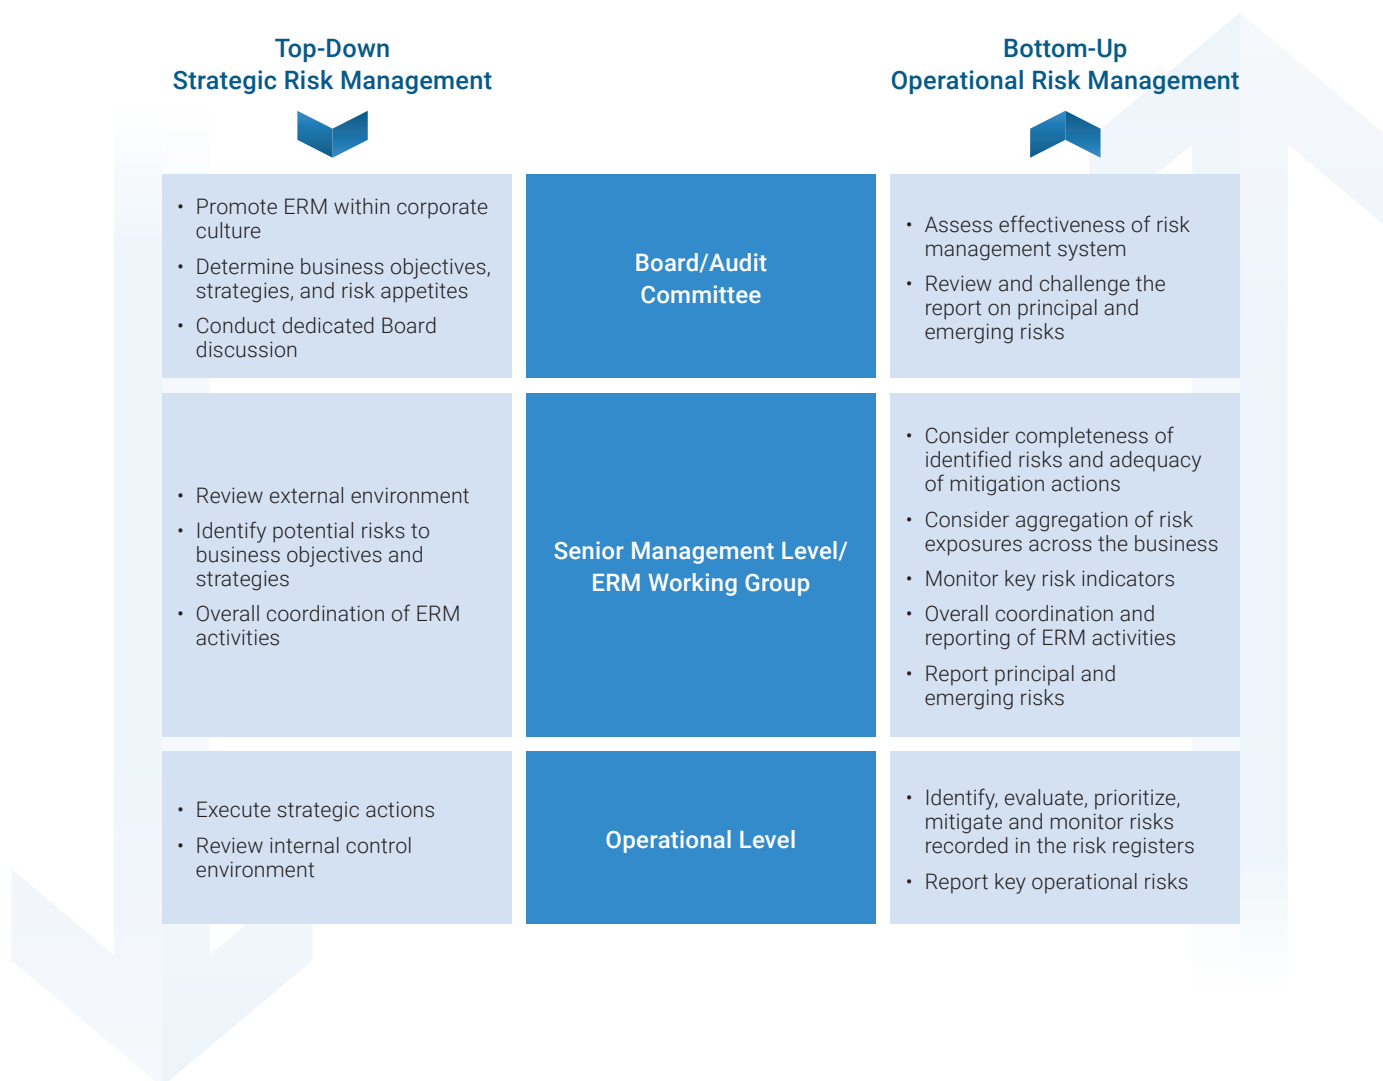 Top-Down
Strategic Risk Management
Bottom-Up
Operational Risk Management
• Promote ERM within corporate
culture
• Determine business objectives,
strategies, and risk appetites
• Conduct dedicated Board
discussion
Board/Audit
Committee
• Assess effectiveness of risk
management system
• Review and challenge the
report on principal and
emerging risks
• Review external environment
• Identify potential risks to
business objectives and
strategies
• Overall coordination of ERM
activities
Senior Management Level/
ERM Working Group
• Consider completeness of
identified risks and adequacy
of mitigation actions
• Consider aggregation of risk
exposures across the business
• Monitor key risk indicators
• Overall coordination and
reporting of ERM activities
• Report principal and
emerging risks
• Execute strategic actions
• Review internal control
environment
Operational Level
• Identify, evaluate, prioritize,
mitigate and monitor risks
recorded in the risk registers
• Report key operational risks